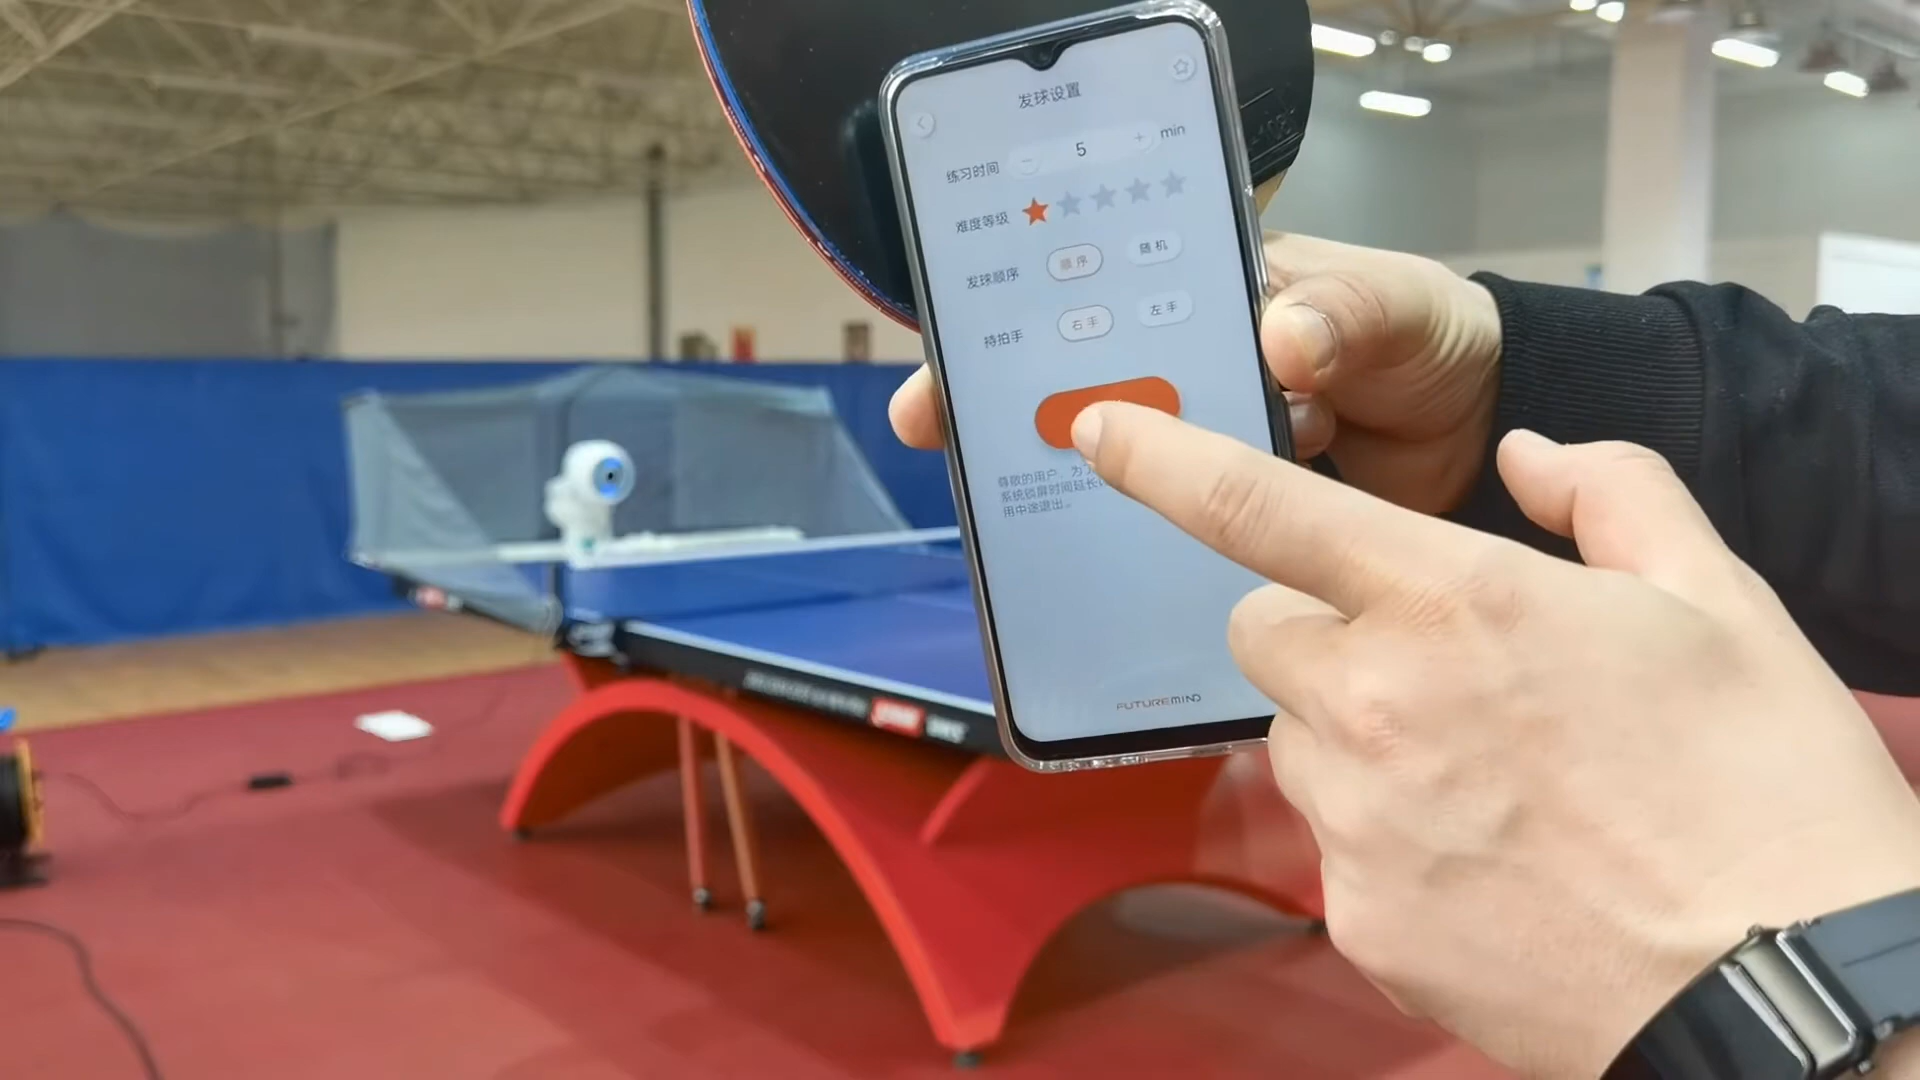 发球设置
练习时间 － 5 ＋ min
难度等级
发球顺序 顺序 随机
持拍手 右手 左手
尊敬的用户，为了
系统锁屏时间延长
用中途退出。
FUTUREMIND